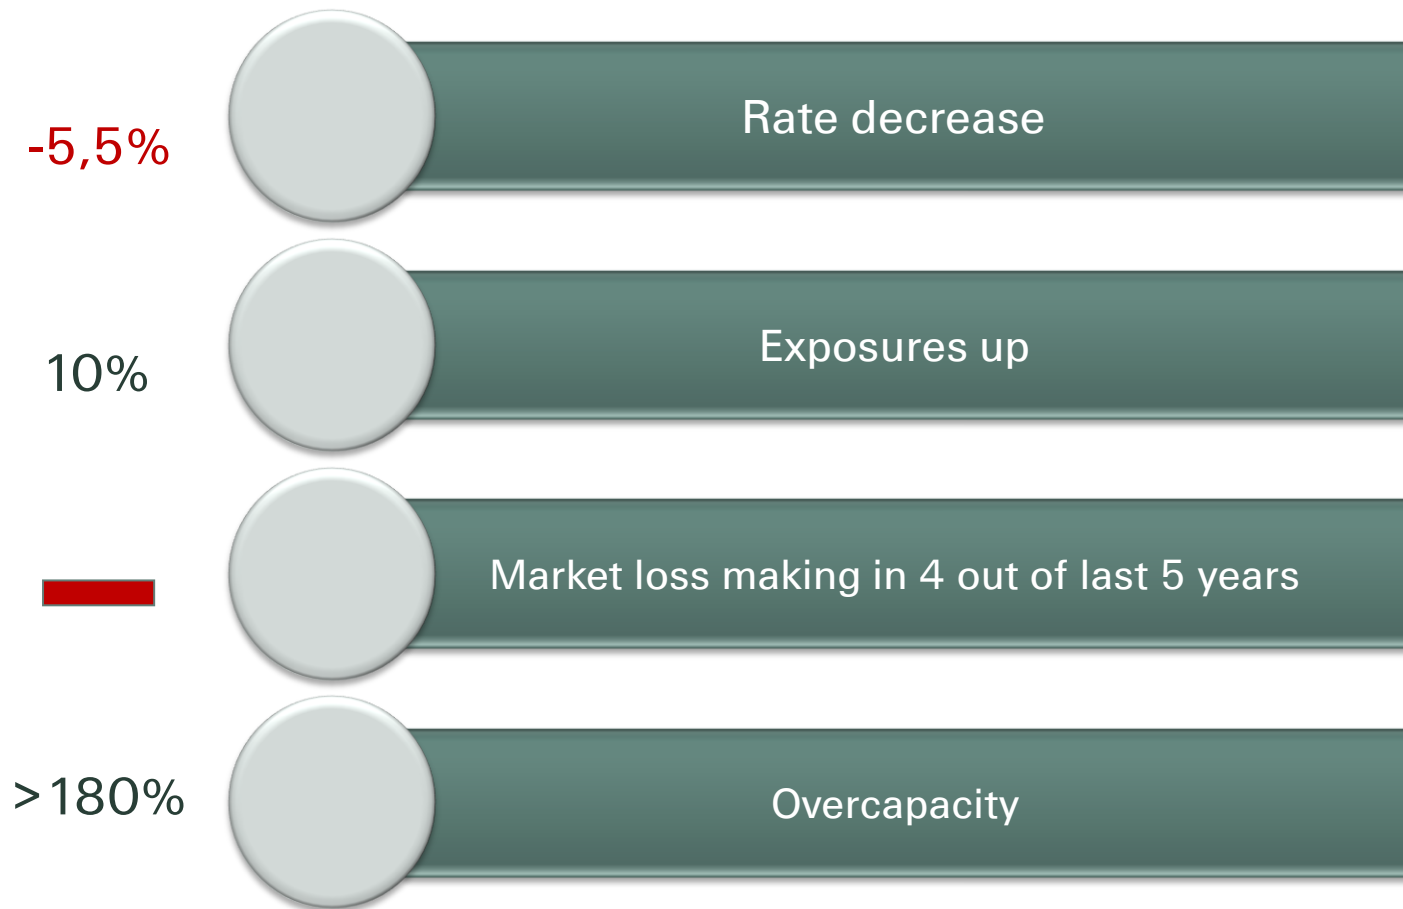 -5,5%
Rate decrease
10%
Exposures up
Market loss making in 4 out of last 5 years
>180%
Overcapacity